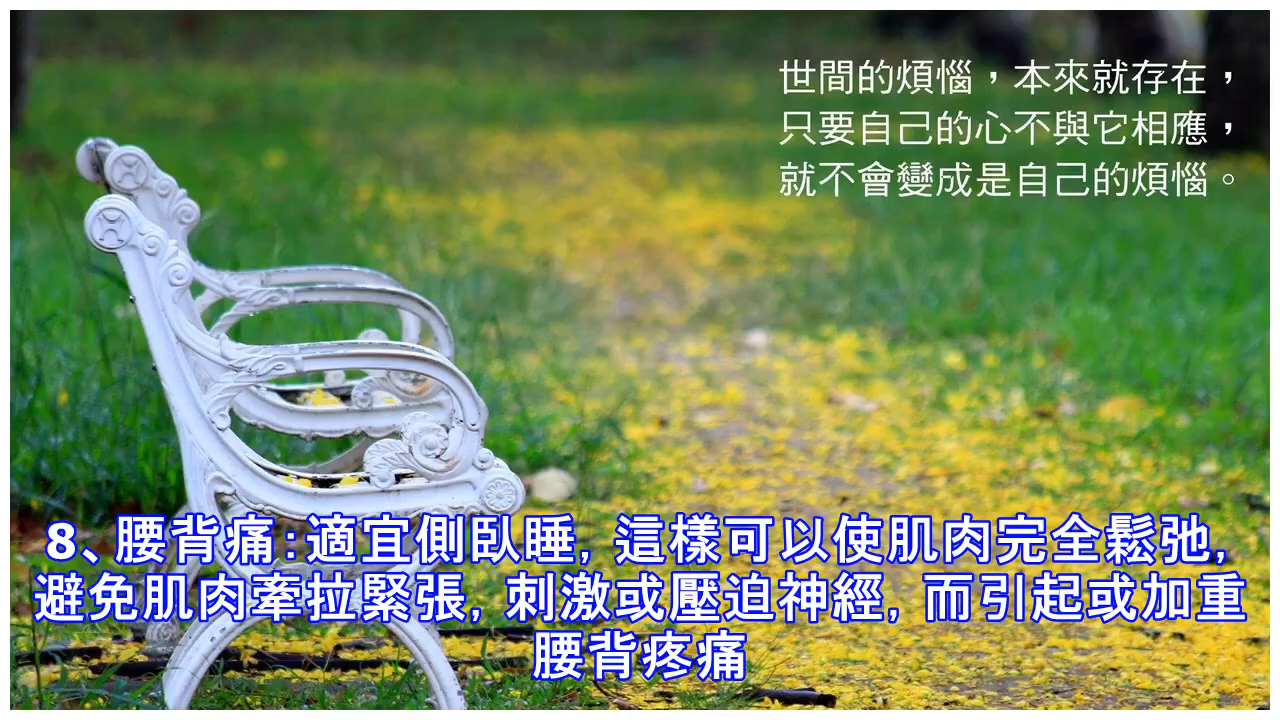 世間的煩惱，本來就存在，
只要自己的心不與它相應，
就不會變成是自己的煩惱。
8、腰背痛:適宜側臥睡, 這樣可以使肌肉完全鬆弛,
避免肌肉牽拉緊張, 刺激或壓迫神經, 而引起或加重
腰背疼痛